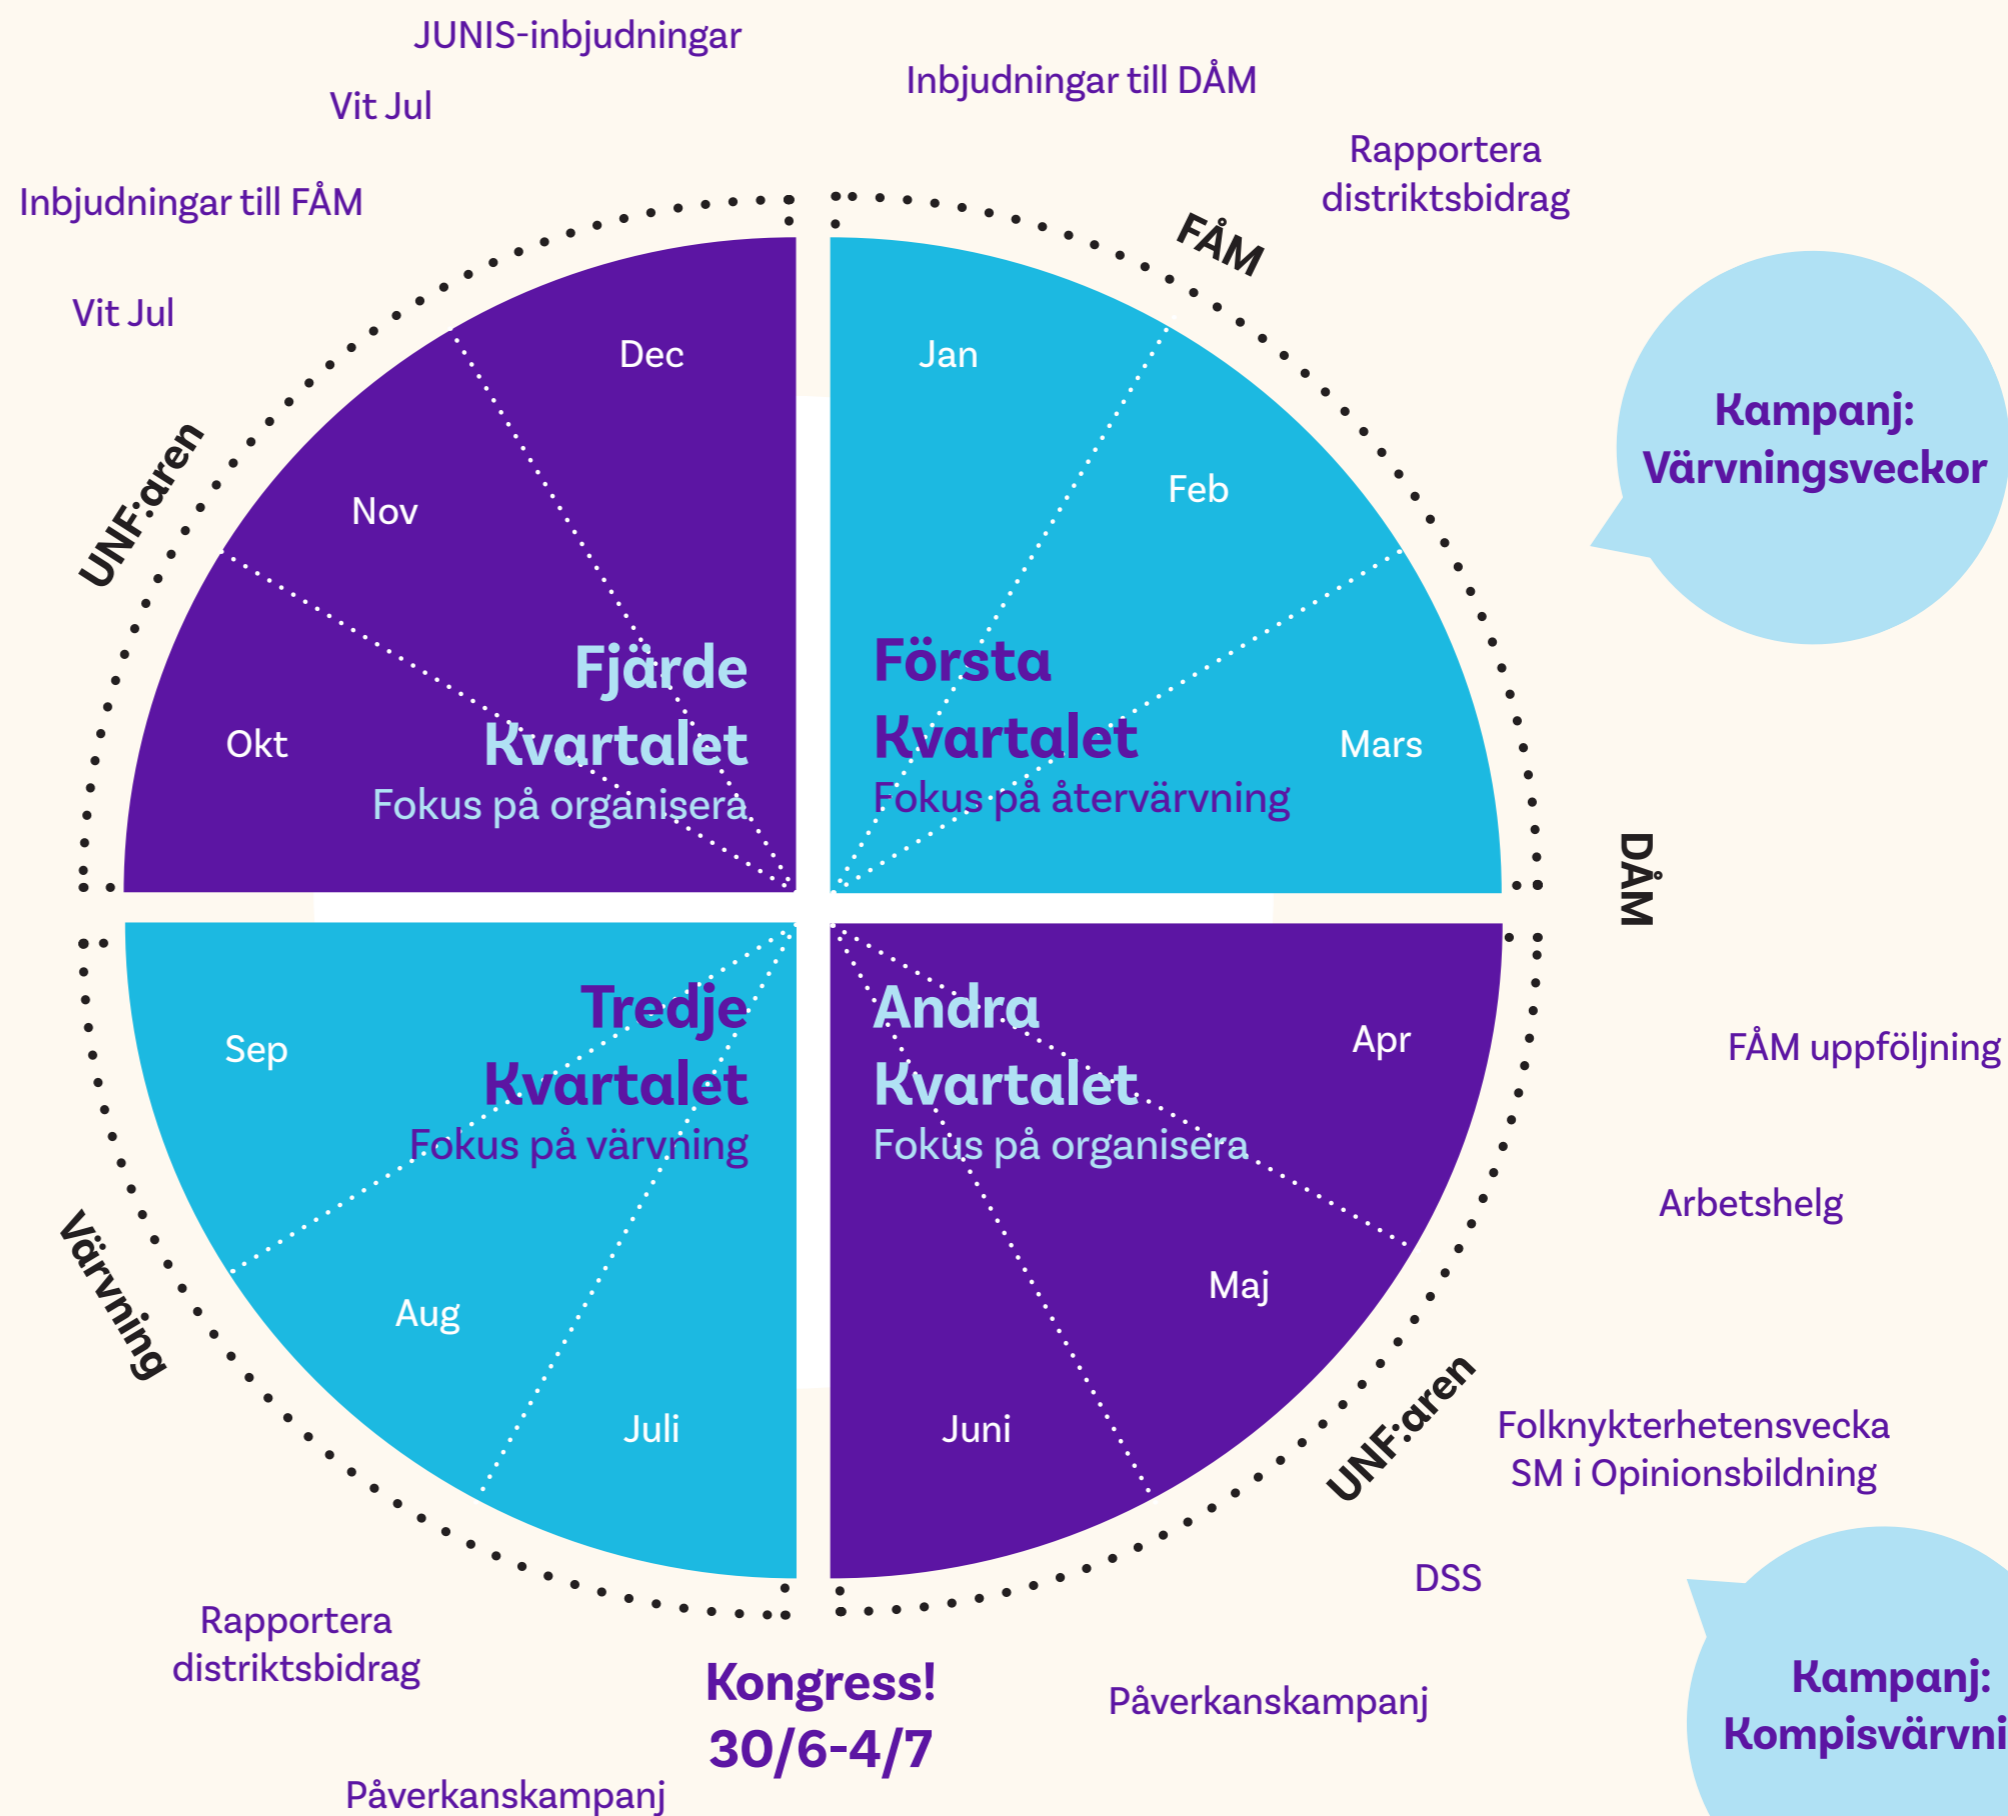 JUNIS-inbjudningar
Inbjudningar till DÅM
Vit Jul
Rapportera
distriktsbidrag
Inbjudningar till FÅM
FÅM
Vit Jul
Dec
Jan
Kampanj:
Värvningsveckor
UNF:aren
Nov
Feb
Okt
Fjärde
Kvartalet
Fokus på organisera
Första
Kvartalet
Fokus på återvärvning
Mars
DÅM
Sep
Tredje
Kvartalet
Fokus på värvning
Andra
Kvartalet
Fokus på organisera
Apr
FÅM uppföljning
Arbetshelg
Värvning
Aug
Maj
Juli
Juni
UNF:aren
Folknykterhetensvecka
SM i Opinionsbildning
DSS
Rapportera
distriktsbidrag
Kongress!
30/6-4/7
Påverkanskampanj
Kampanj:
Kompisvärvni
Påverkanskampanj